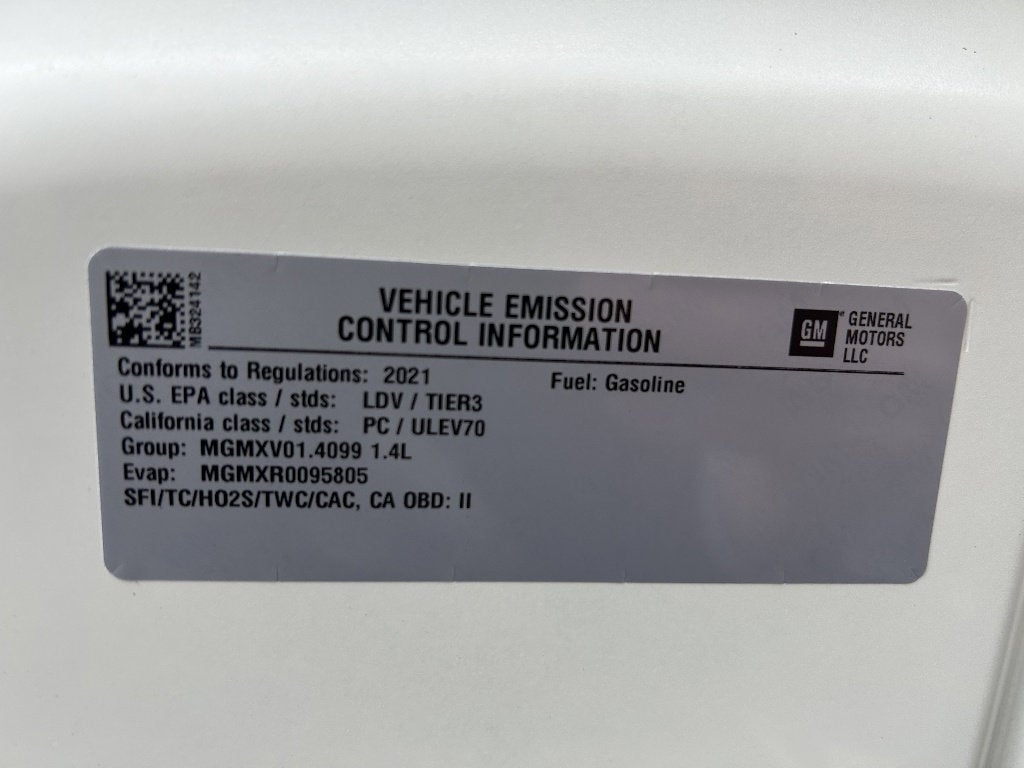 MB324142
VEHICLE EMISSION
CONTROL INFORMATION
GM
GENERAL
MOTORS
LLC
Conforms to Regulations: 2021
Fuel: Gasoline
U.S. EPA class / stds: LDV / TIER3
California class / stds: PC / ULEV70
Group: MGMXV01.4099 1.4L
Evap: MGMXR0095805
SFI/TC/HO2S/TWC/CAC, CA OBD: II